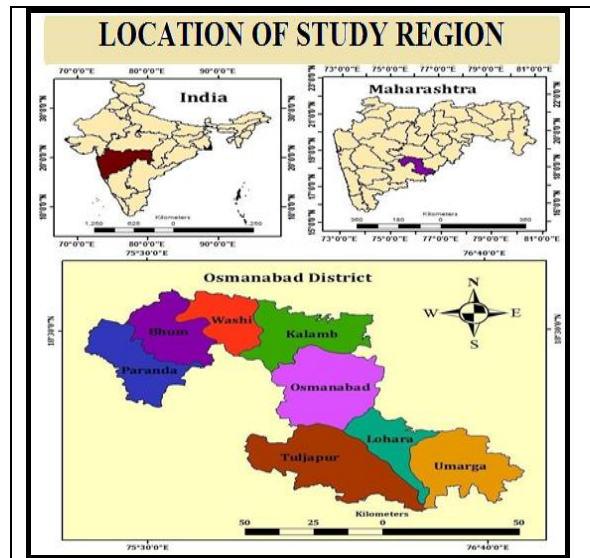 LOCATION OF STUDY REGION
70°0'0"E 80°0'0"E 90°0'0"E
India
Kilometers
1,250 625 0 1,250
70°0'0"E 80°0'0"E 90°0'0"E
73°0'0"E 75°0'0"E 77°0'0"E 79°0'0"E 81°0'0"E
Maharashtra
Kilometers
360 180 0 360
73°0'0"E 75°0'0"E 77°0'0"E 79°0'0"E 81°0'0"E
75°30'0"E 76°40'0"E
Osmanabad District
N
W E
S
Washi
Bhum
Kalamb
Paranda
Osmanabad
Lohara
Tuljapur
Umarga
Kilometers
50 25 0 50
75°30'0"E 76°40'0"E